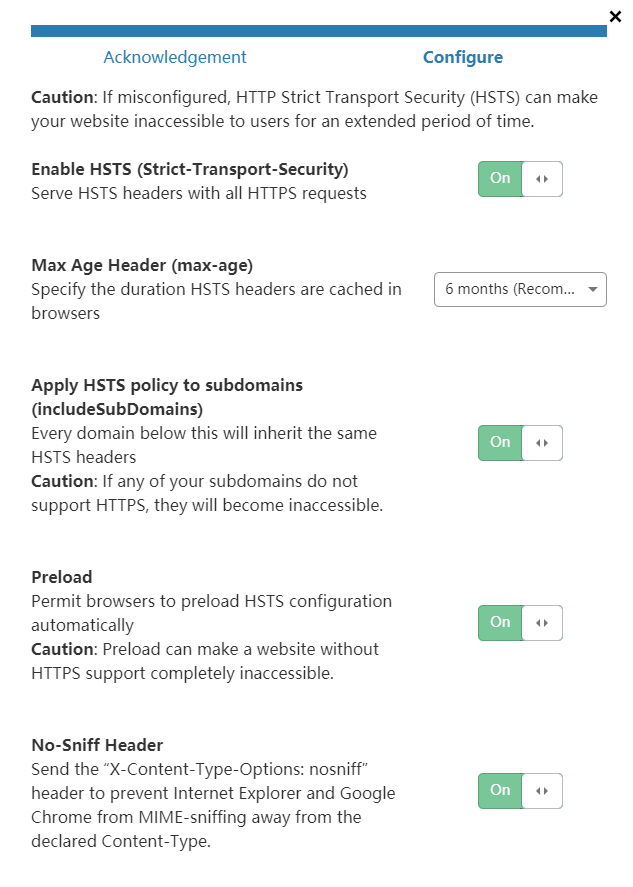 Acknowledgement Configure
Caution: If misconfigured, HTTP Strict Transport Security (HSTS) can make
your website inaccessible to users for an extended period of time.
Enable HSTS (Strict-Transport-Security)
Serve HSTS headers with all HTTPS requests
On
Max Age Header (max-age)
Specify the duration HSTS headers are cached in
browsers
6 months (Recom...
Apply HSTS policy to subdomains
(includeSubDomains)
Every domain below this will inherit the same
HSTS headers
Caution: If any of your subdomains do not
support HTTPS, they will become inaccessible.
On
Preload
Permit browsers to preload HSTS configuration
automatically
Caution: Preload can make a website without
HTTPS support completely inaccessible.
On
No-Sniff Header
Send the “X-Content-Type-Options: nosniff”
header to prevent Internet Explorer and Google
Chrome from MIME-sniffing away from the
declared Content-Type.
On